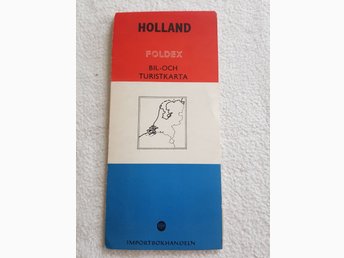 HOLLAND
FOLDEX
BIL-OCH
TURISTKARTA
IMPORTBOKHANDELN